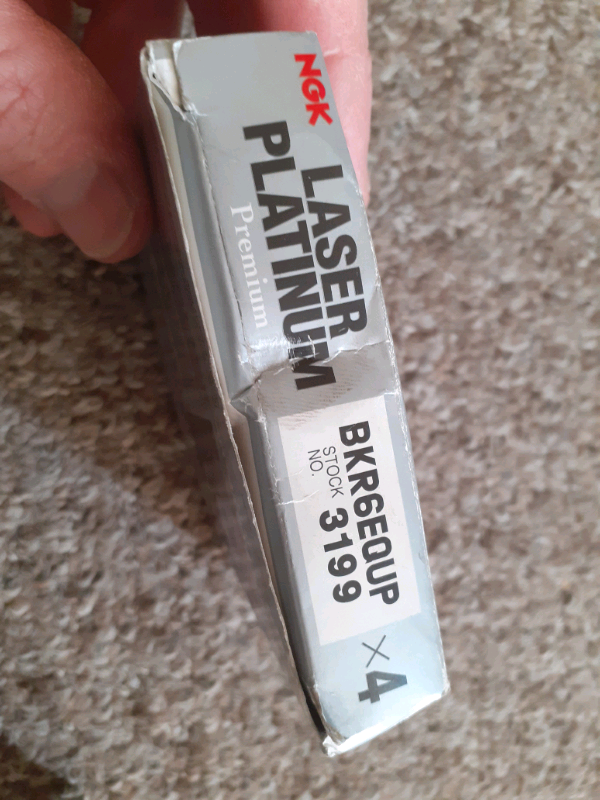 NGK
LASER
PLATINUM
Premium
BKR6EQUP
STOCK
NO. 3199
×4